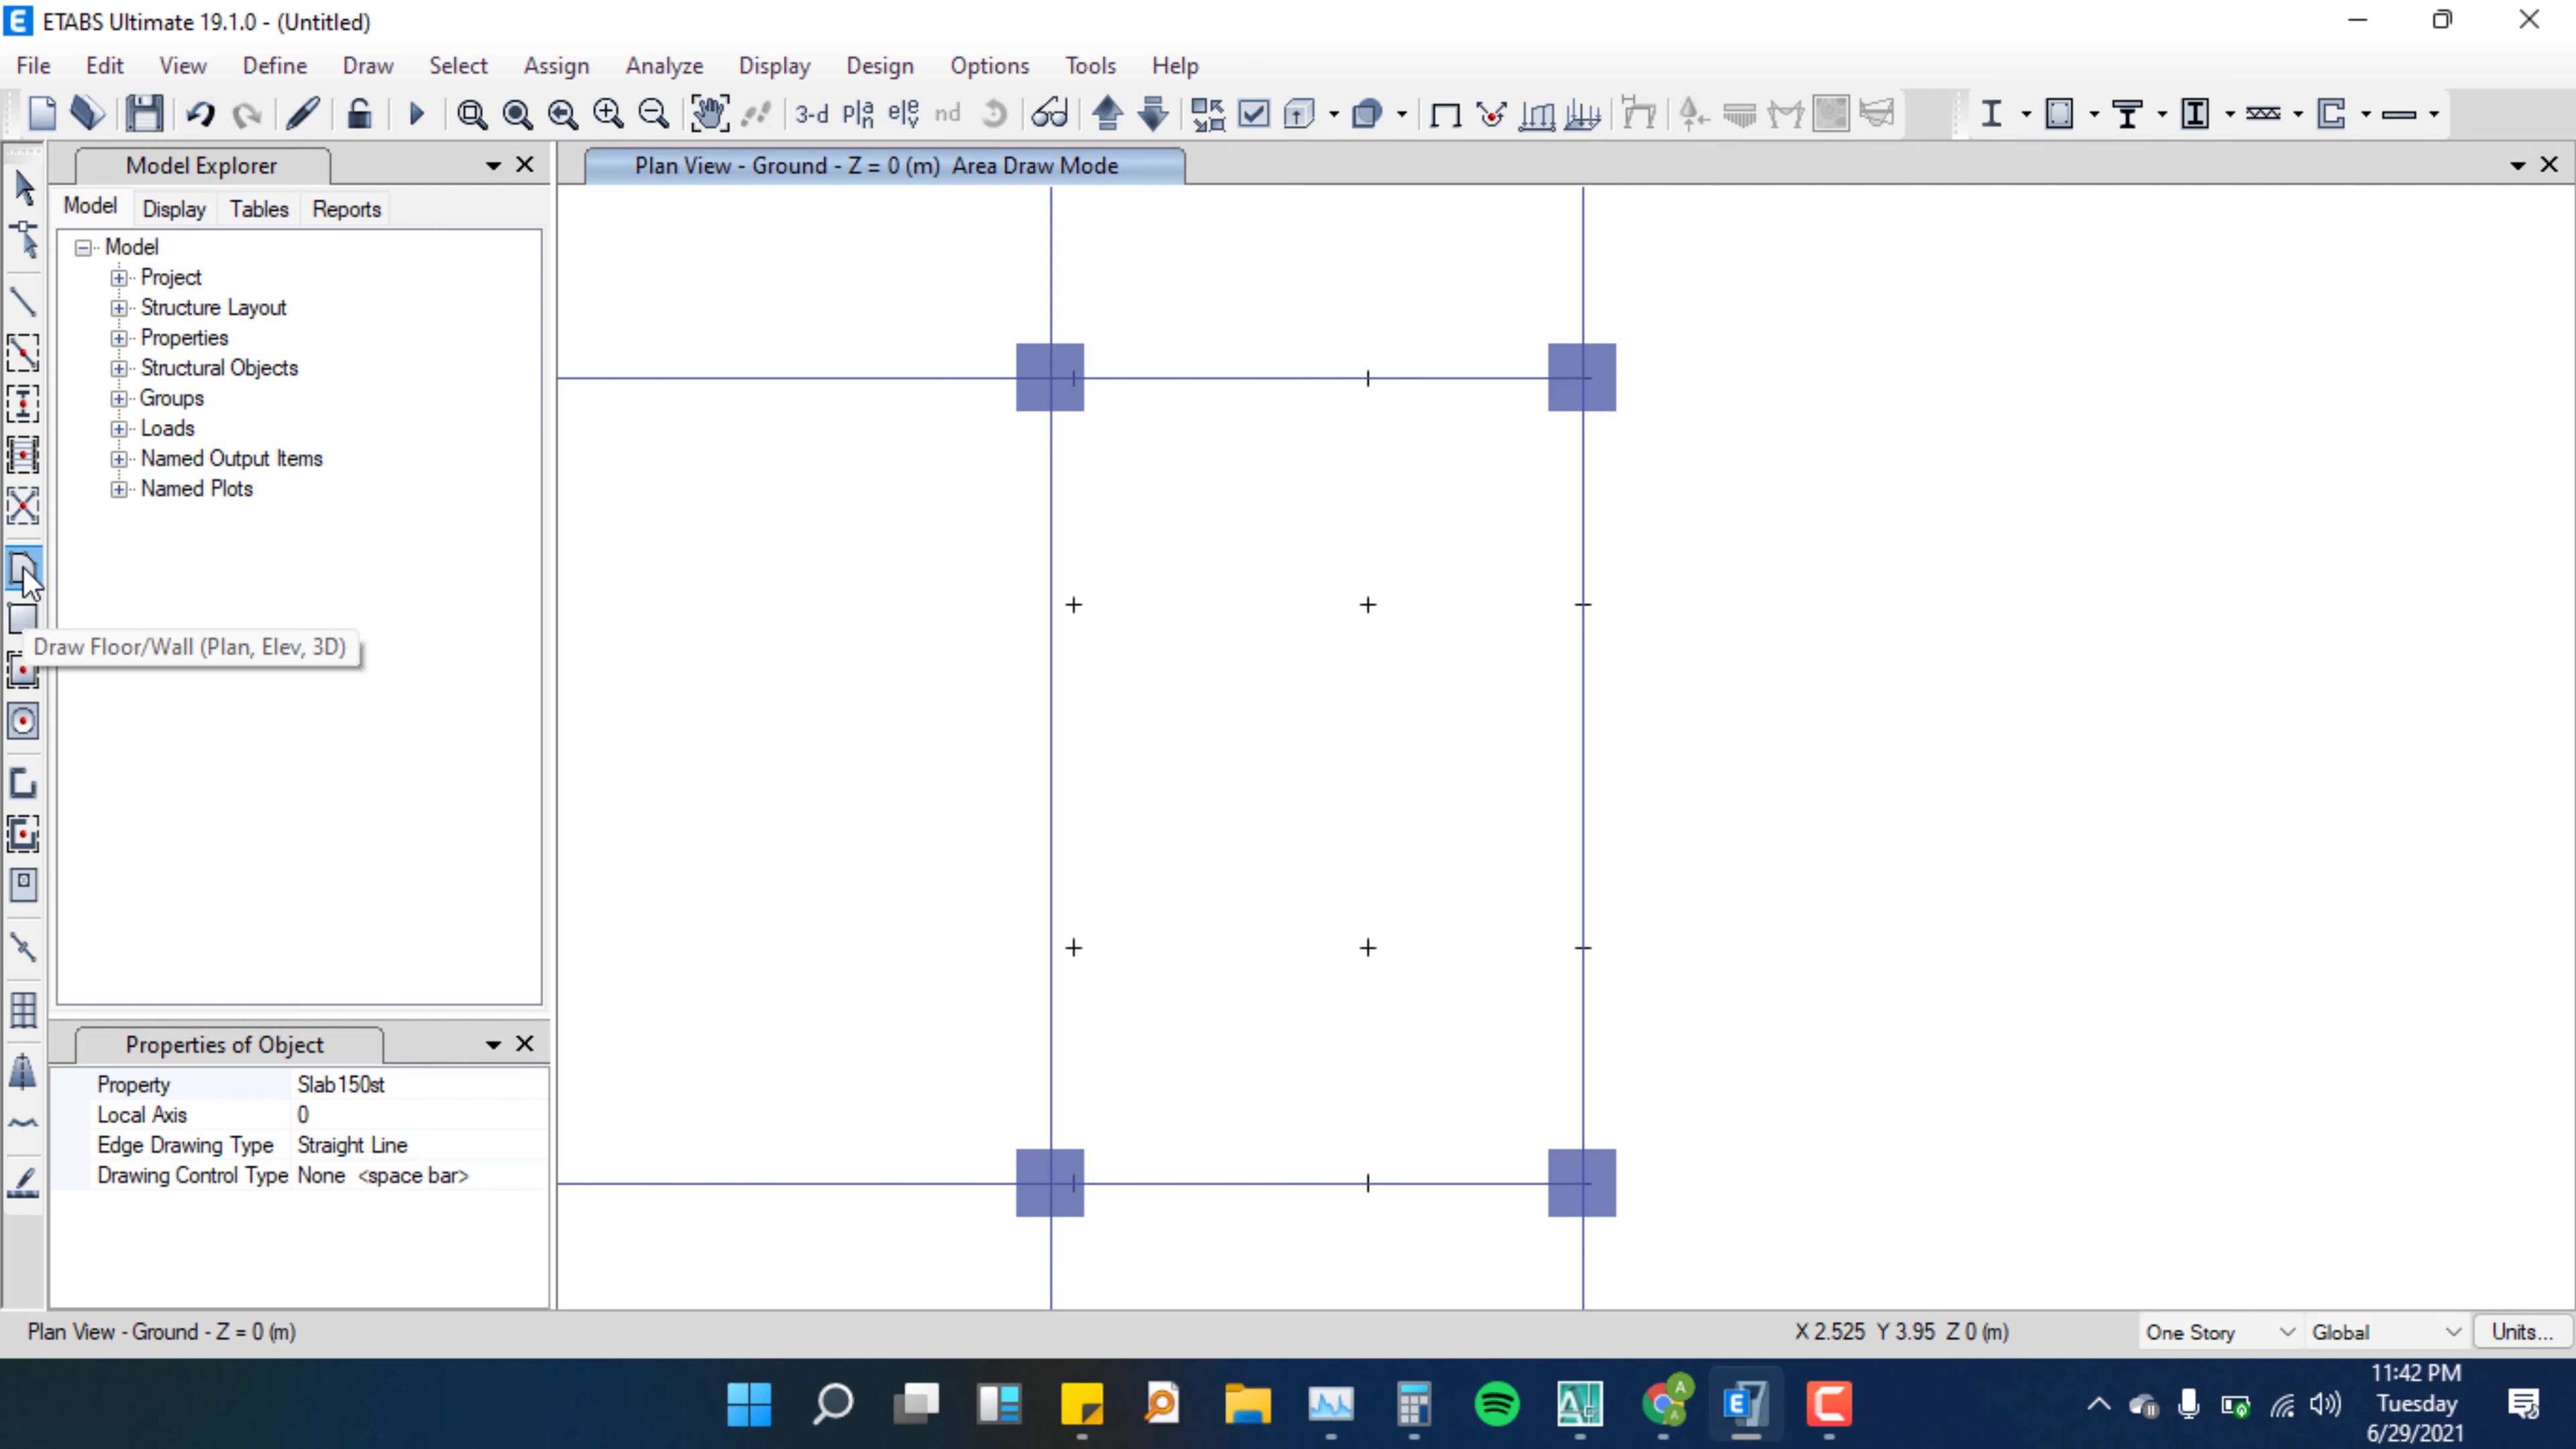 ETABS Ultimate 19.1.0 - (Untitled)
File Edit View Define Draw Select Assign Analyze Display Design Options Tools Help
3-d pla n ele v nd
Model Explorer
Plan View - Ground - Z = 0 (m) Area Draw Mode
Model Display Tables Reports
Model
Project
Structure Layout
Properties
Structural Objects
Groups
Loads
Named Output Items
Named Plots
Draw Floor/Wall (Plan, Elev, 3D)
Properties of Object
Property Slab150st
Local Axis 0
Edge Drawing Type Straight Line
Drawing Control Type None <space bar>
Plan View - Ground - Z = 0 (m)
X 2.525 Y 3.95 Z 0 (m)
One Story
Global
Units...
11:42 PM
Tuesday
6/29/2021